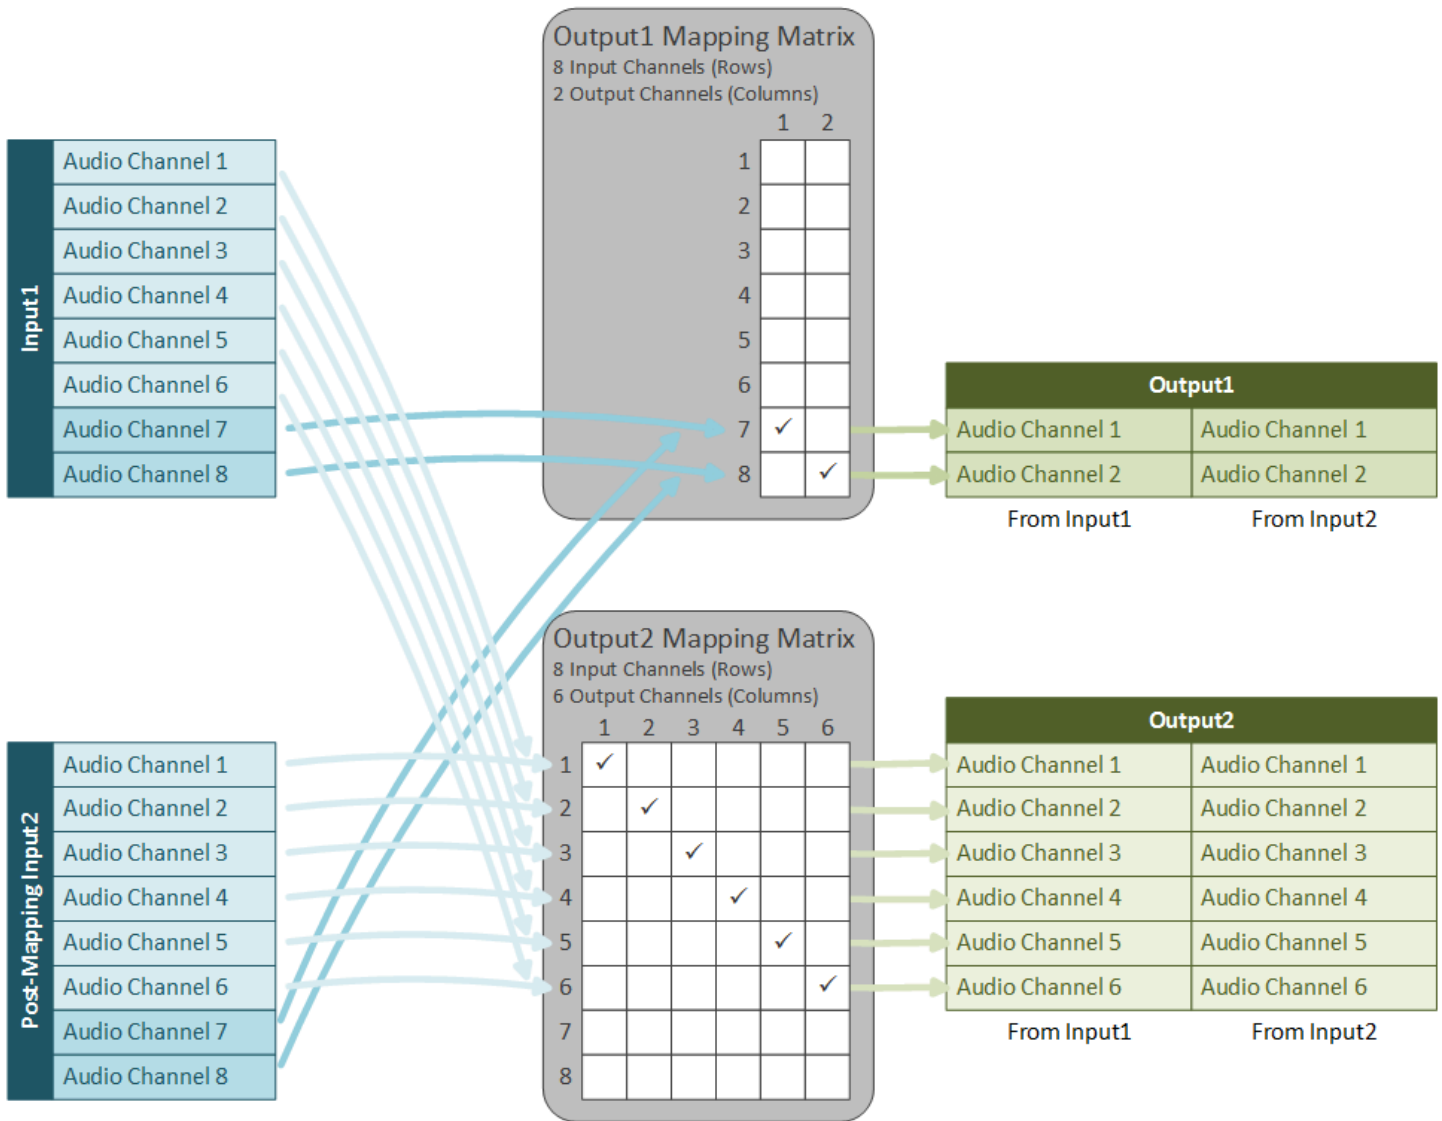 Output1 Mapping Matrix
8 Input Channels (Rows)
2 Output Channels (Columns)
1 2
1
2
3
4
5
6
7 ✓
8 ✓
Input1
Audio Channel 1
Audio Channel 2
Audio Channel 3
Audio Channel 4
Audio Channel 5
Audio Channel 6
Audio Channel 7
Audio Channel 8
Output1
Audio Channel 1 Audio Channel 1
Audio Channel 2 Audio Channel 2
From Input1 From Input2
Output2 Mapping Matrix
8 Input Channels (Rows)
6 Output Channels (Columns)
1 2 3 4 5 6
1 ✓
2 ✓
3 ✓
4 ✓
5 ✓
6 ✓
7
8
Post-Mapping Input2
Audio Channel 1
Audio Channel 2
Audio Channel 3
Audio Channel 4
Audio Channel 5
Audio Channel 6
Audio Channel 7
Audio Channel 8
Output2
Audio Channel 1 Audio Channel 1
Audio Channel 2 Audio Channel 2
Audio Channel 3 Audio Channel 3
Audio Channel 4 Audio Channel 4
Audio Channel 5 Audio Channel 5
Audio Channel 6 Audio Channel 6
From Input1 From Input2